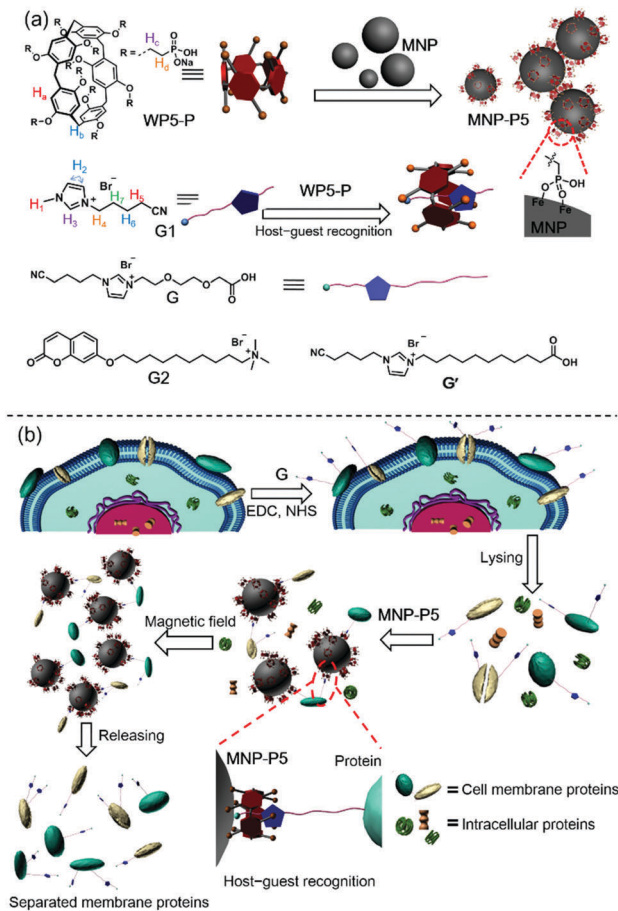 (a)
R
R
R
R
R
R
R
R
R
R
O
O
O
O
O
O
O
O
O
O
R =
Hc
Hd
O
P
OH
ONa
Ha
Hb
WP5-P
MNP
MNP-P5
O
P
OH
O
O
Fe
Fe
MNP
H2
Br−
N
N
+
H7
H5
CN
H1
H3
H4
H6
G1
WP5-P
Host−guest recognition
NC
Br−
N
N
+
O
O
O
OH
G
O
O
O
G2
Br−
N
+
NC
Br−
N
N
+
O
OH
G′
(b)
G
EDC, NHS
Lysing
MNP-P5
Magnetic field
Releasing
MNP-P5
Protein
Host−guest recognition
= Cell membrane proteins
= Intracellular proteins
Separated membrane proteins